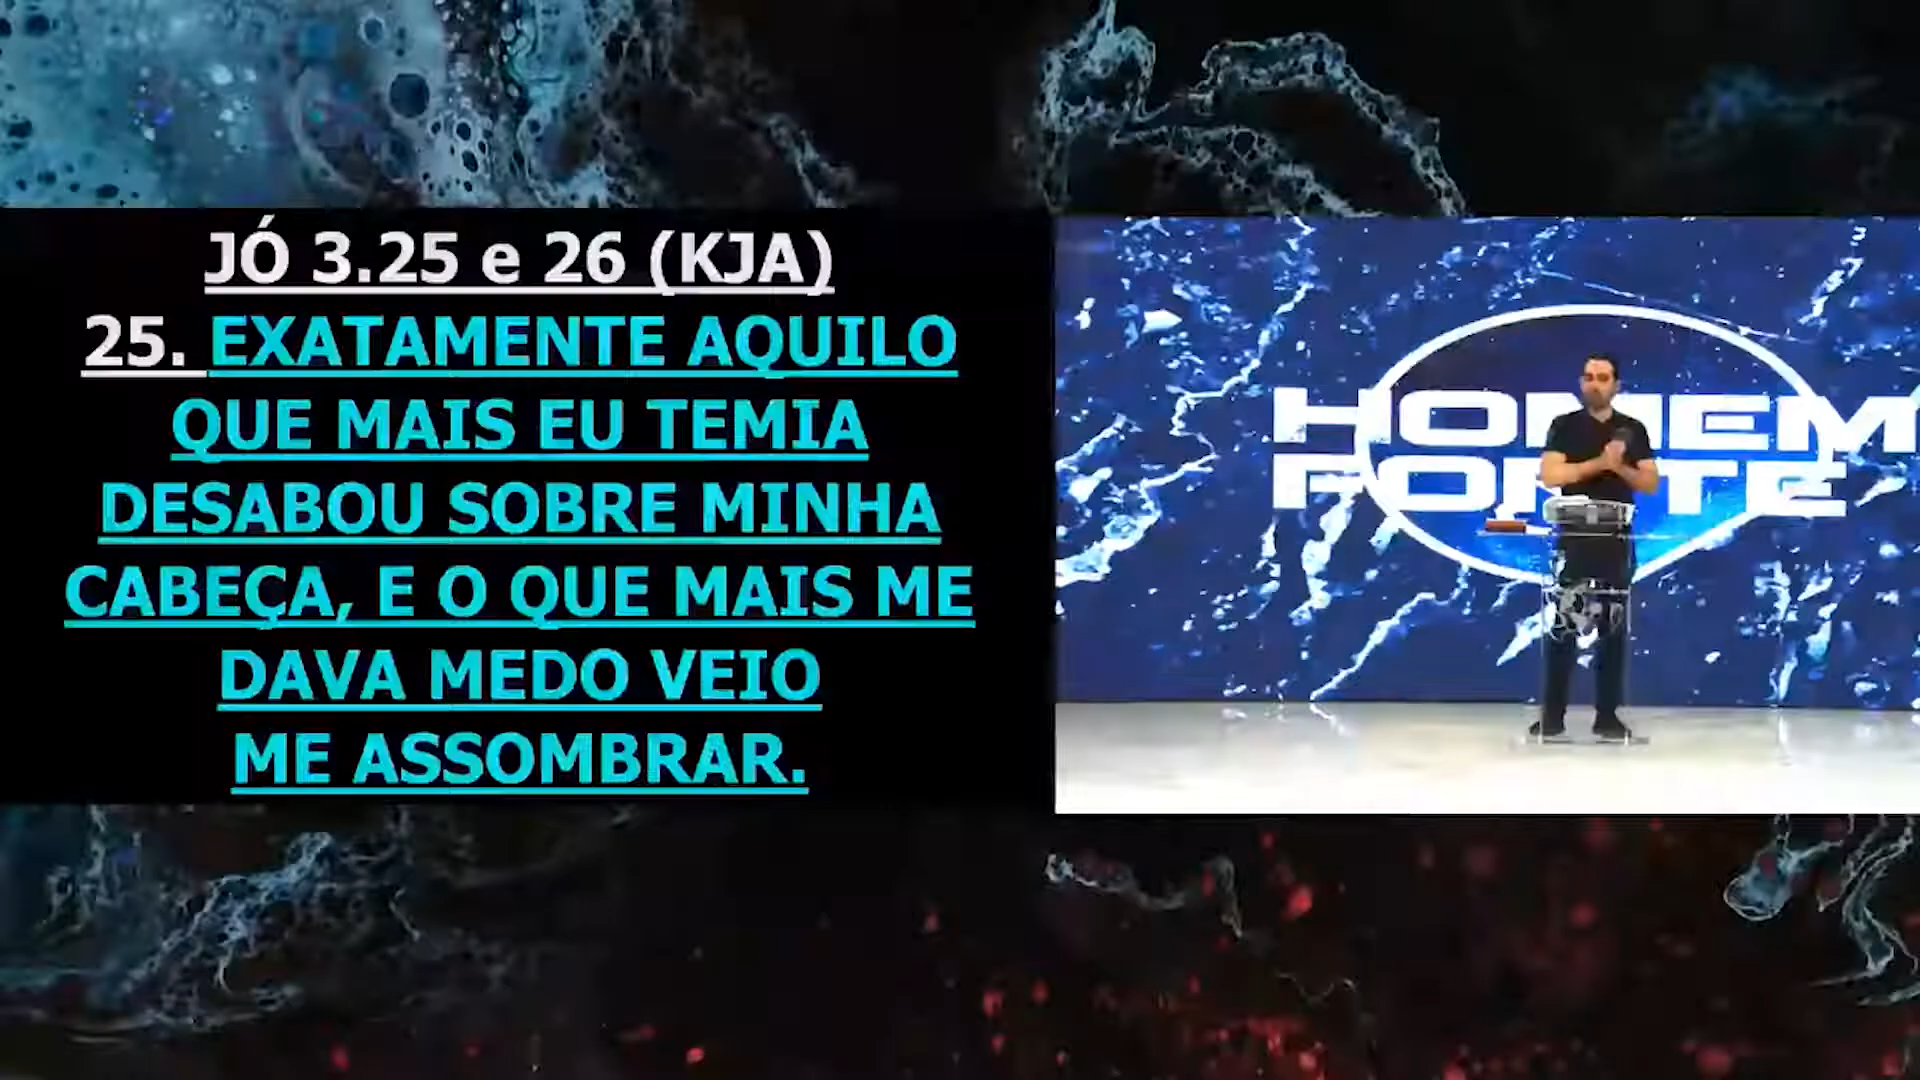 JÓ 3.25 e 26 (KJA)
25. EXATAMENTE AQUILO
QUE MAIS EU TEMIA
DESABOU SOBRE MINHA
CABEÇA, E O QUE MAIS ME
DAVA MEDO VEIO
ME ASSOMBRAR.
HOMEM
FORTE